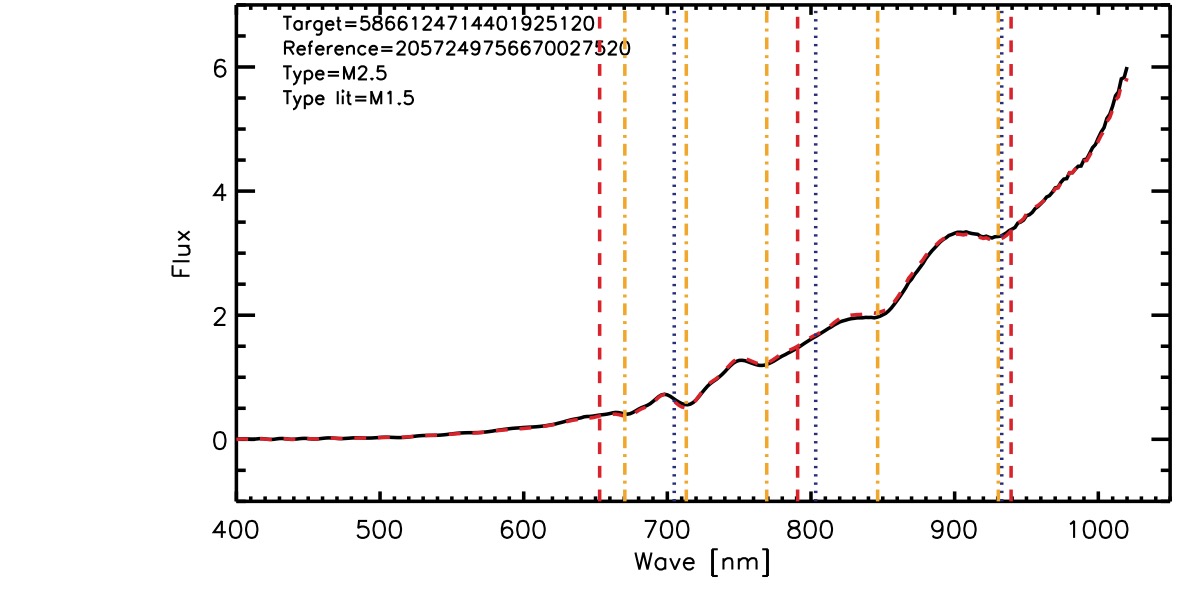 Target=5866124714401925120
Reference=2057249756670027520
Type=M2.5
Type lit=M1.5
6
4
2
0
Flux
400 500 600 700 800 900 1000
Wave [nm]